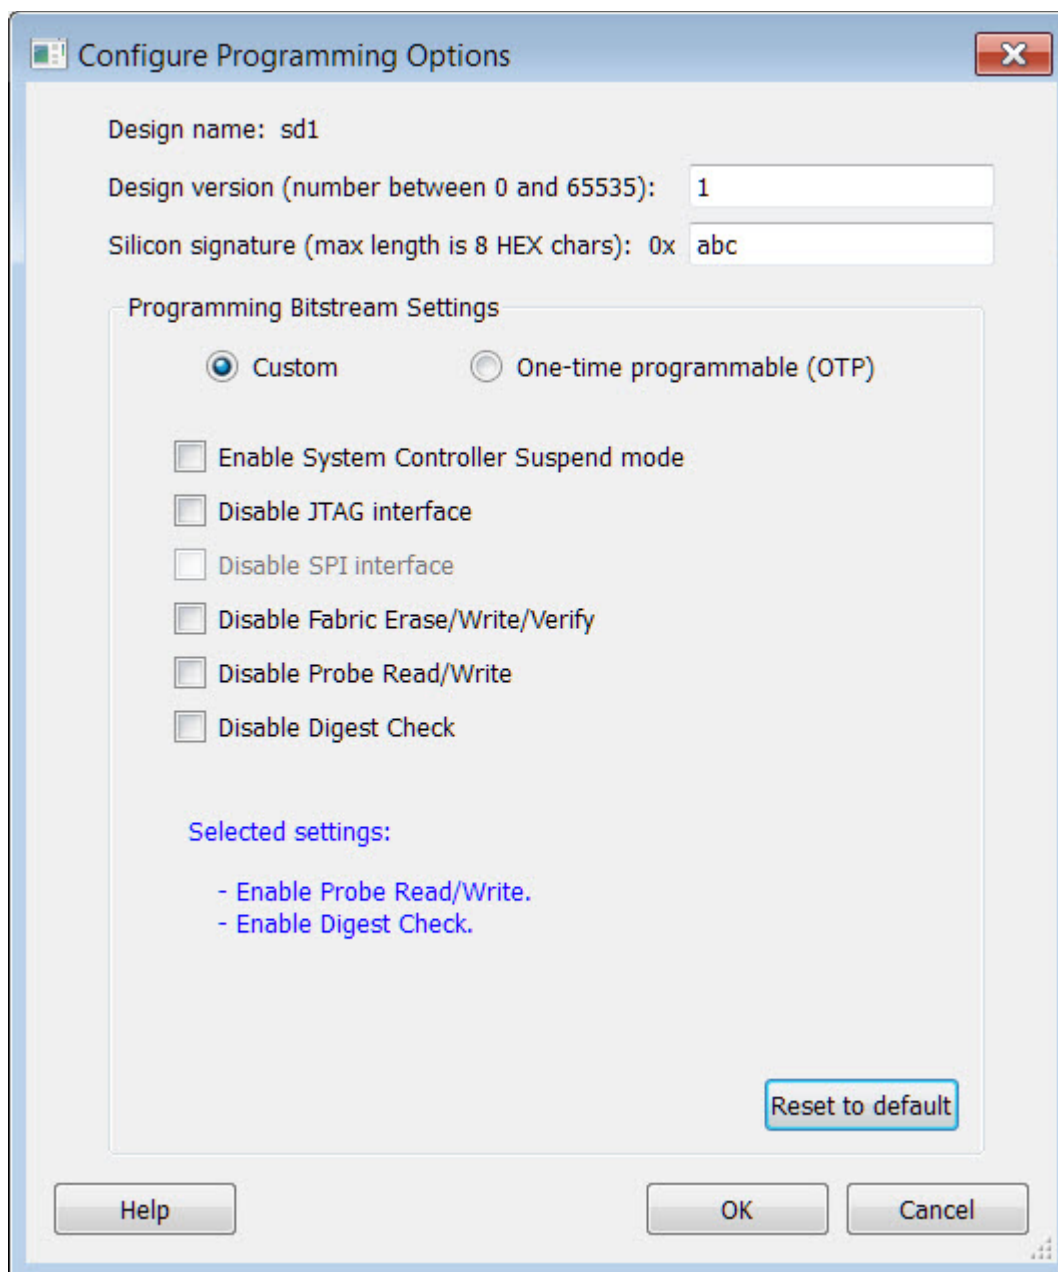 Configure Programming Options
Design name: sd1
Design version (number between 0 and 65535): 1
Silicon signature (max length is 8 HEX chars): 0x abc
Programming Bitstream Settings
Custom One-time programmable (OTP)
Enable System Controller Suspend mode
Disable JTAG interface
Disable SPI interface
Disable Fabric Erase/Write/Verify
Disable Probe Read/Write
Disable Digest Check
Selected settings:
- Enable Probe Read/Write.
- Enable Digest Check.
Reset to default
Help OK Cancel